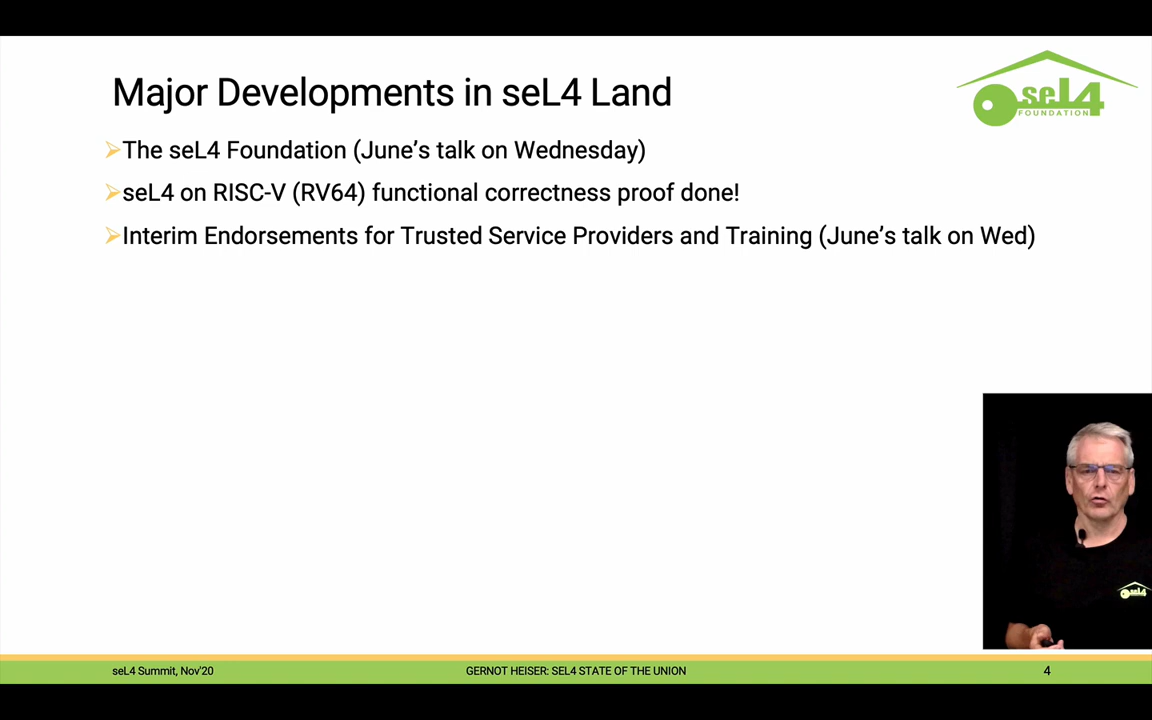 Major Developments in seL4 Land
seL4
FOUNDATION
The seL4 Foundation (June’s talk on Wednesday)
seL4 on RISC-V (RV64) functional correctness proof done!
Interim Endorsements for Trusted Service Providers and Training (June’s talk on Wed)
seL4
seL4 Summit, Nov'20
GERNOT HEISER: SEL4 STATE OF THE UNION
4